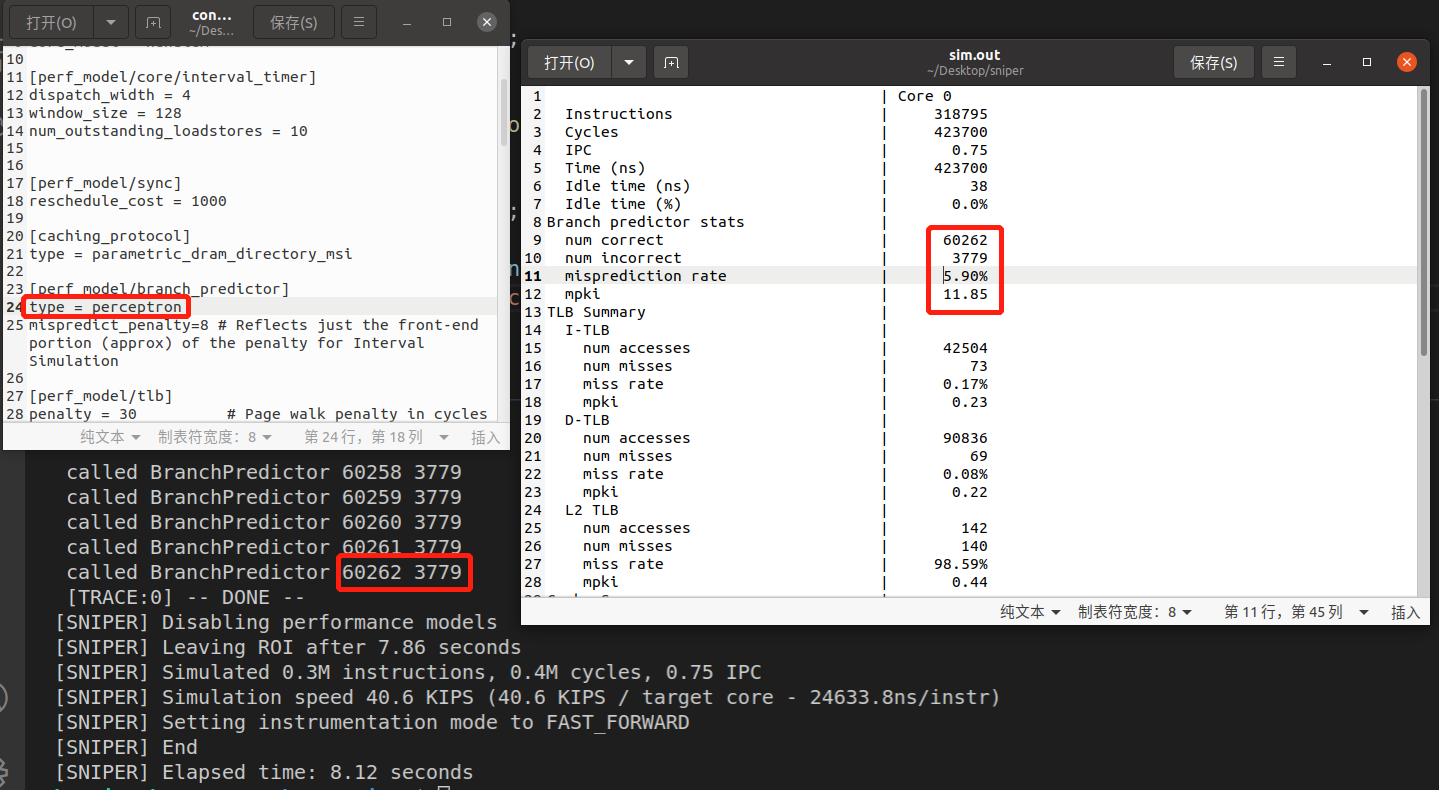 打开(O)
con...
~/Des...
保存(S)
10
11 [perf_model/core/interval_timer]
12 dispatch_width = 4
13 window_size = 128
14 num_outstanding_loadstores = 10
15
16
17 [perf_model/sync]
18 reschedule_cost = 1000
19
20 [caching_protocol]
21 type = parametric_dram_directory_msi
22
23 [perf_model/branch_predictor]
24 type = perceptron
25 mispredict_penalty=8 # Reflects just the front-end
portion (approx) of the penalty for Interval
Simulation
26
27 [perf_model/tlb]
28 penalty = 30 # Page walk penalty in cycles
纯文本 制表符宽度: 8 第 24 行, 第 18 列 插入
打开(O)
sim.out
~/Desktop/sniper
保存(S)
1 | Core 0
2 Instructions | 318795
3 Cycles | 423700
4 IPC | 0.75
5 Time (ns) | 423700
6 Idle time (ns) | 38
7 Idle time (%) | 0.0%
8 Branch predictor stats |
9 num correct | 60262
10 num incorrect | 3779
11 misprediction rate | 5.90%
12 mpki | 11.85
13 TLB Summary |
14 I-TLB |
15 num accesses | 42504
16 num misses | 73
17 miss rate | 0.17%
18 mpki | 0.23
19 D-TLB |
20 num accesses | 90836
21 num misses | 69
22 miss rate | 0.08%
23 mpki | 0.22
24 L2 TLB |
25 num accesses | 142
26 num misses | 140
27 miss rate | 98.59%
28 mpki | 0.44
纯文本 制表符宽度: 8 第 11 行, 第 45 列 插入
called BranchPredictor 60258 3779
called BranchPredictor 60259 3779
called BranchPredictor 60260 3779
called BranchPredictor 60261 3779
called BranchPredictor 60262 3779
[TRACE:0] -- DONE --
[SNIPER] Disabling performance models
[SNIPER] Leaving ROI after 7.86 seconds
[SNIPER] Simulated 0.3M instructions, 0.4M cycles, 0.75 IPC
[SNIPER] Simulation speed 40.6 KIPS (40.6 KIPS / target core - 24633.8ns/instr)
[SNIPER] Setting instrumentation mode to FAST_FORWARD
[SNIPER] End
[SNIPER] Elapsed time: 8.12 seconds